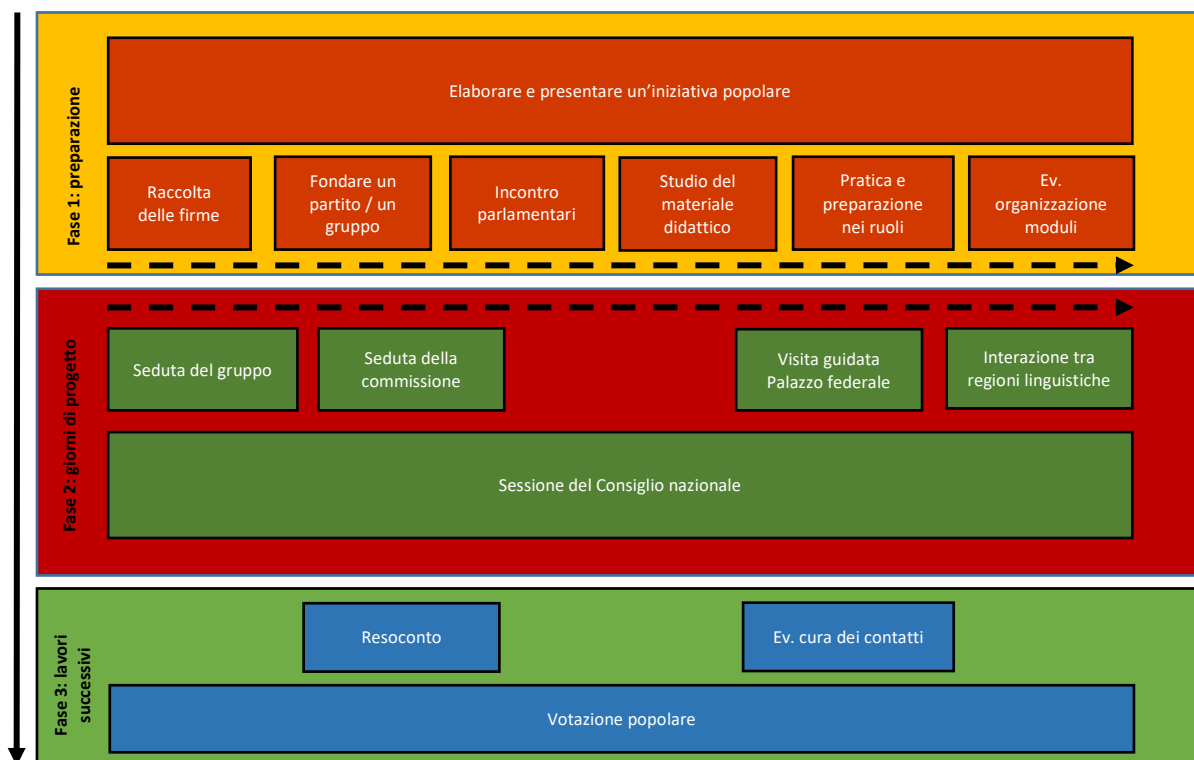 Fase 1: preparazione
Elaborare e presentare un’iniziativa popolare
Raccolta
delle firme
Fondare un
partito / un
gruppo
Incontro
parlamentari
Studio del
materiale
didattico
Pratica e
preparazione
nei ruoli
Ev.
organizzazione
moduli
Fase 2: giorni di progetto
Seduta del gruppo
Seduta della
commissione
Visita guidata
Palazzo federale
Interazione tra
regioni linguistiche
Sessione del Consiglio nazionale
Fase 3: lavori
successivi
Resoconto
Ev. cura dei contatti
Votazione popolare